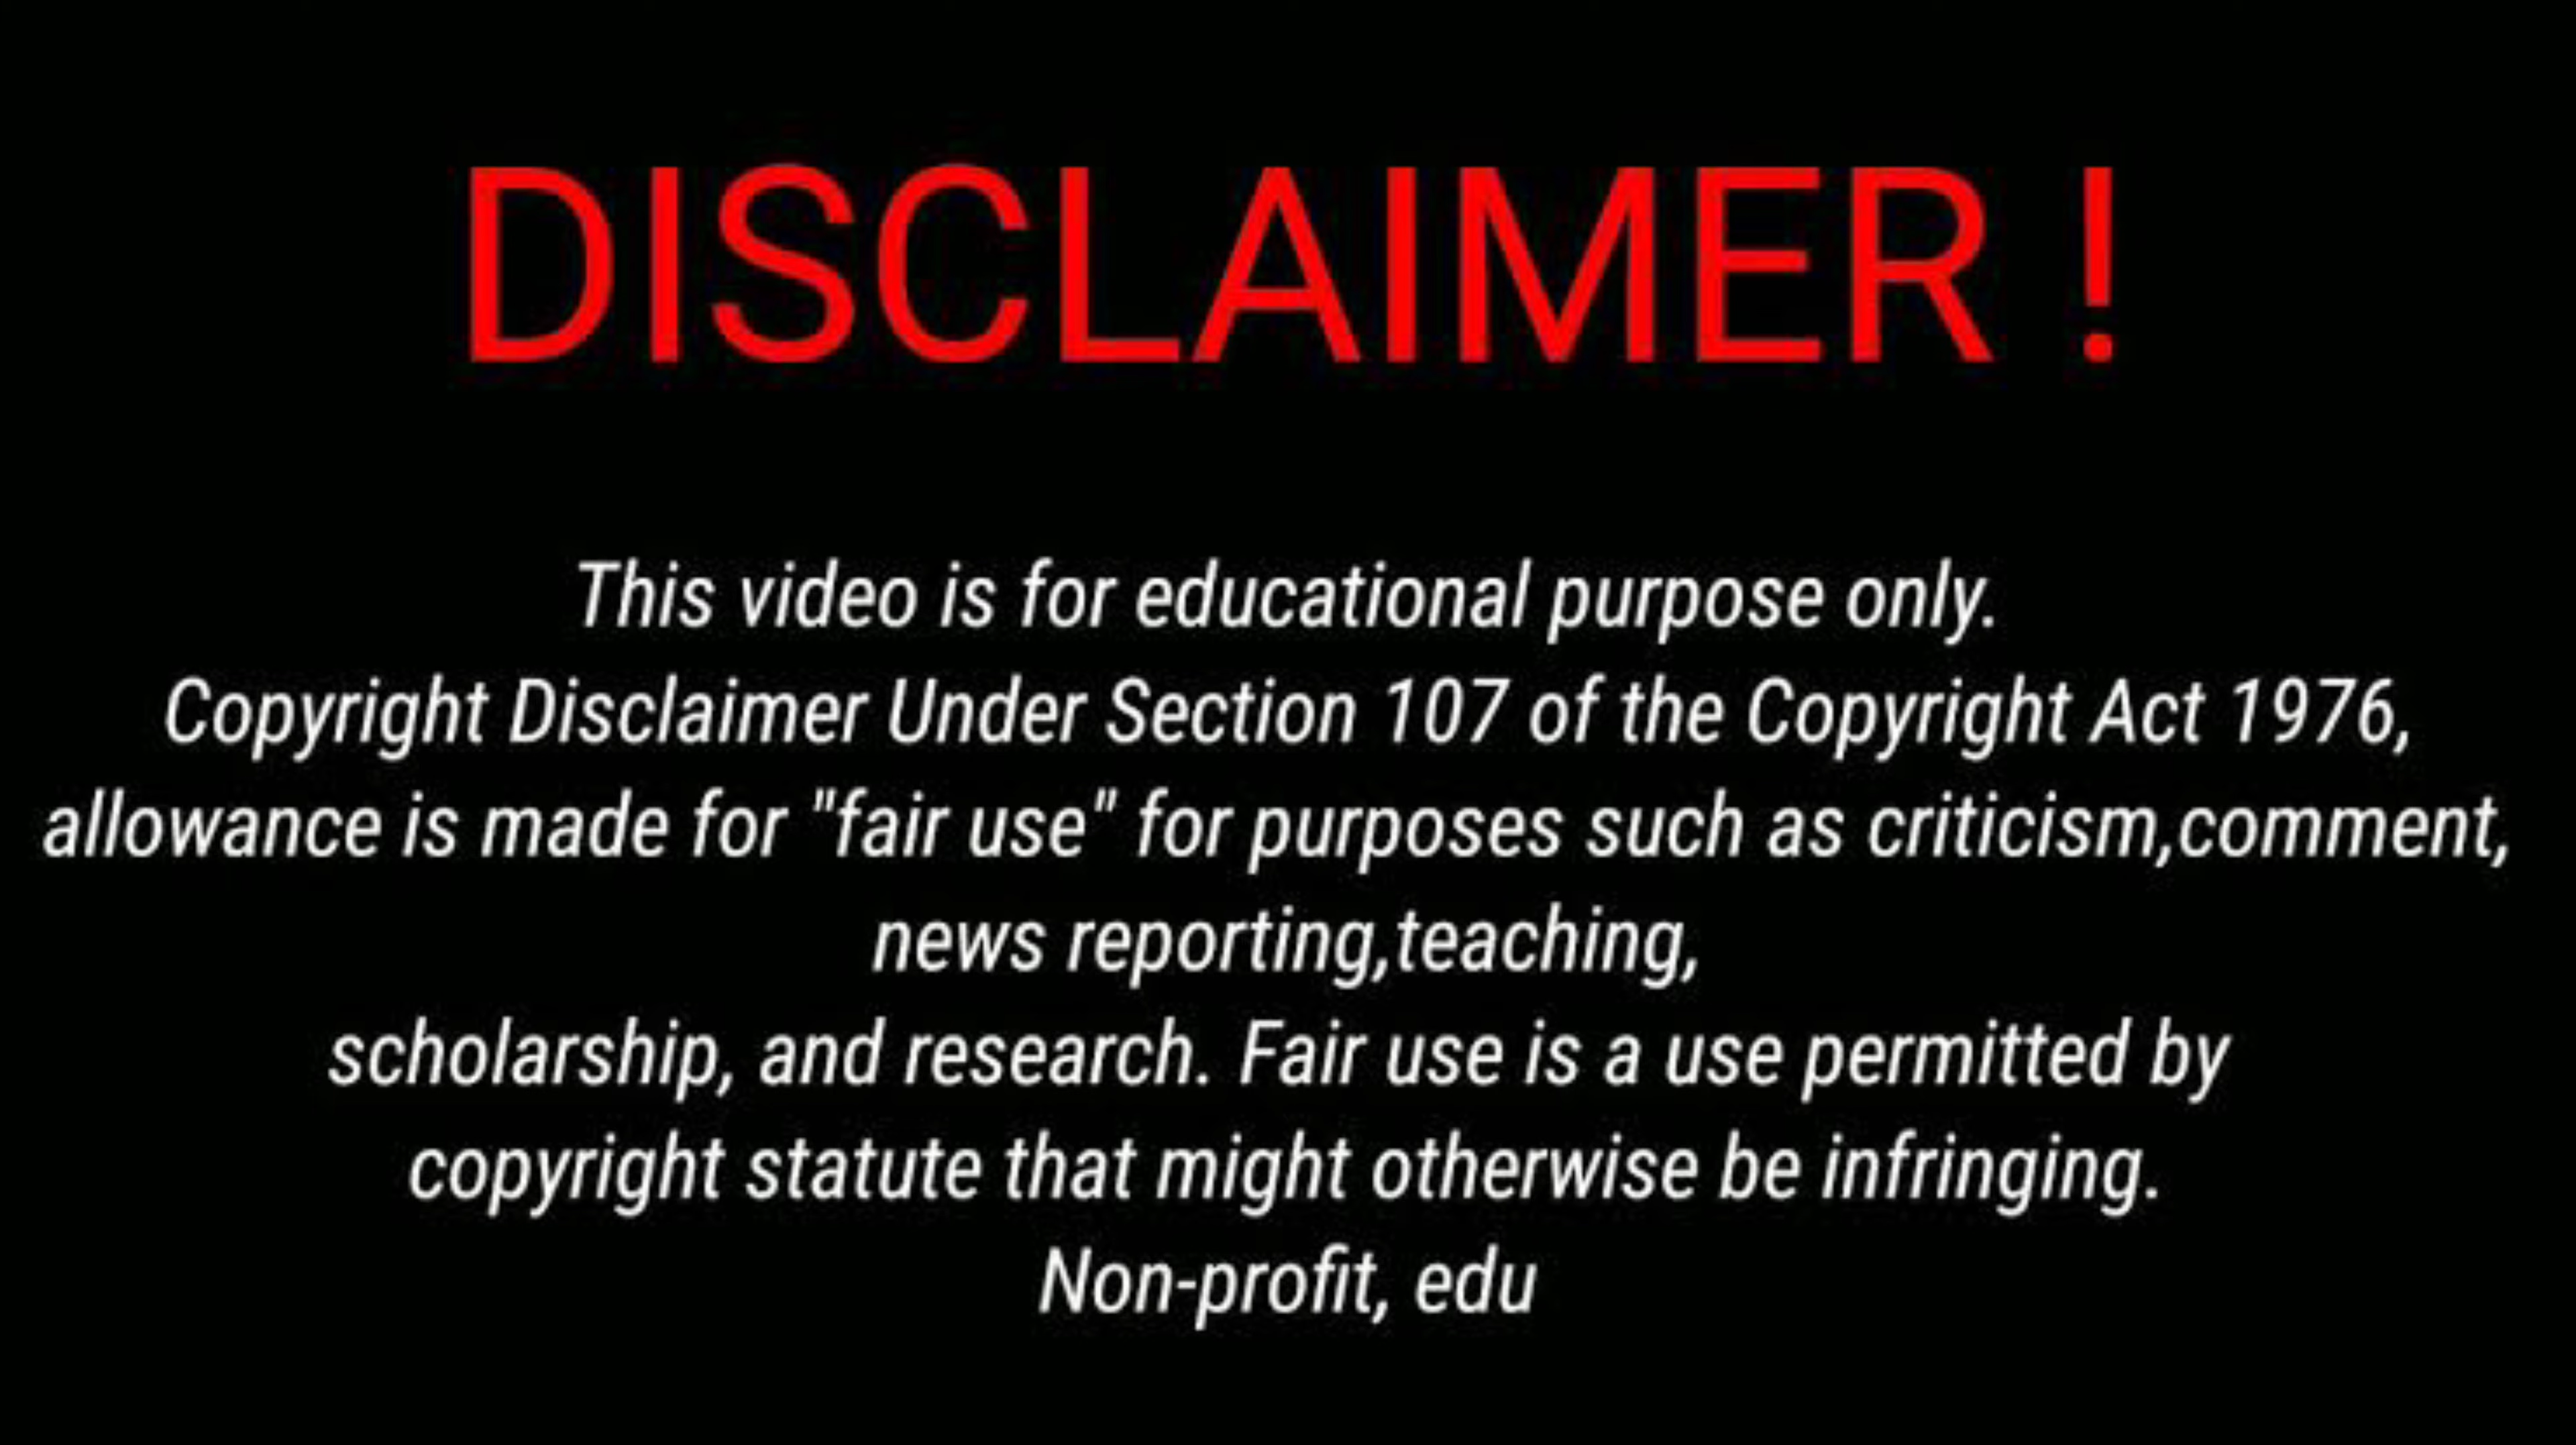 DISCLAIMER !
This video is for educational purpose only.
Copyright Disclaimer Under Section 107 of the Copyright Act 1976,
allowance is made for "fair use" for purposes such as criticism,comment,
news reporting,teaching,
scholarship, and research. Fair use is a use permitted by
copyright statute that might otherwise be infringing.
Non-profit, edu